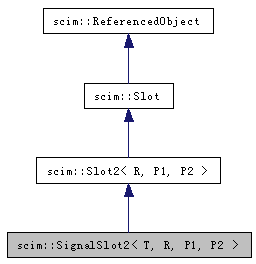 scim::ReferencedObject
scim::Slot
scim::Slot2< R, P1, P2 >
scim::SignalSlot2< T, R, P1, P2 >